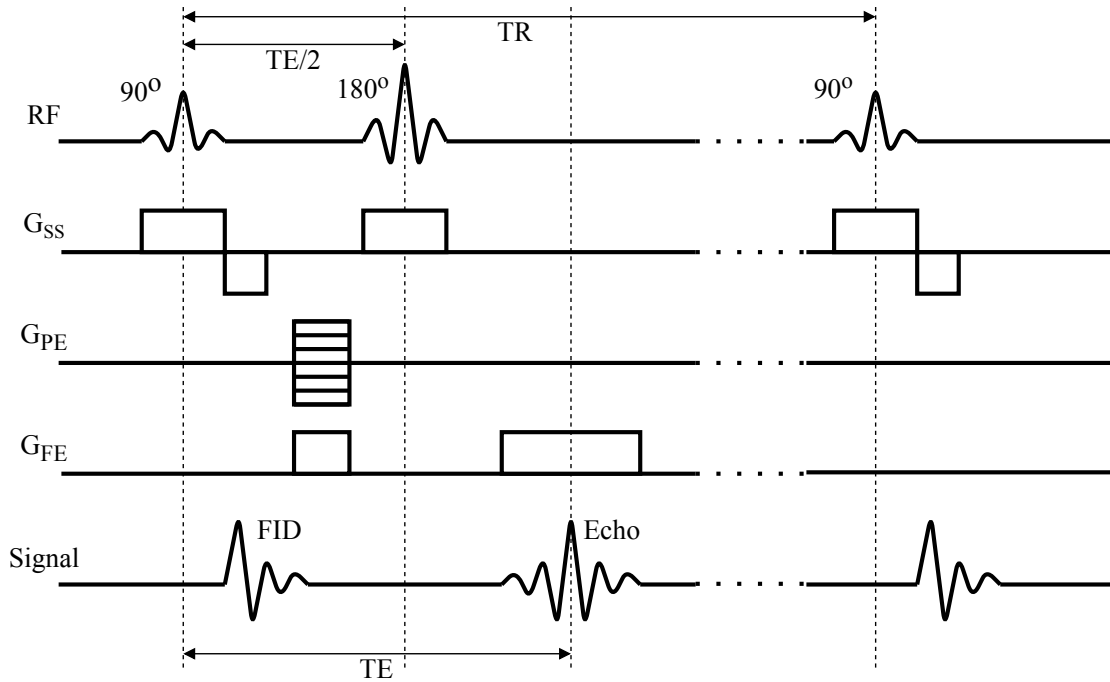 TR
TE/2
90º 180º 90º
RF
GSS
GPE
GFE
FID Echo
Signal
TE